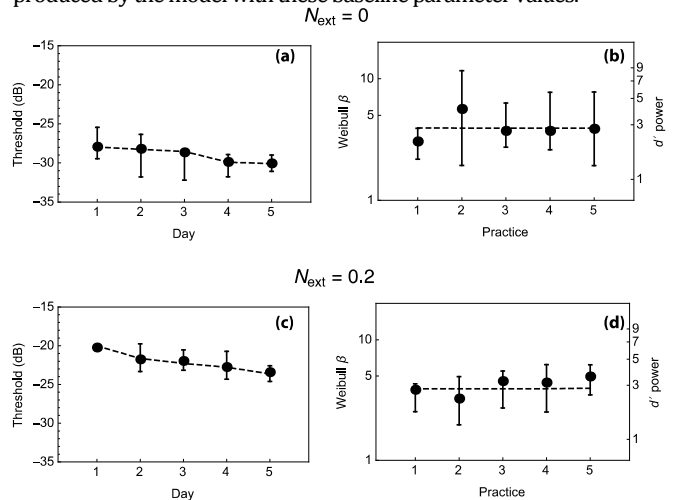 produced by the model with these baseline parameter values.
N_ext = 0
(a)
−15
−20
−25
−30
−35
Threshold (dB)
1 2 3 4 5
Day
(b)
10
5
1
Weibull β
9
7
5
3
1
d′ power
1 2 3 4 5
Practice
N_ext = 0.2
(c)
−15
−20
−25
−30
−35
Threshold (dB)
1 2 3 4 5
Day
(d)
10
5
1
Weibull β
9
7
5
3
1
d′ power
1 2 3 4 5
Practice